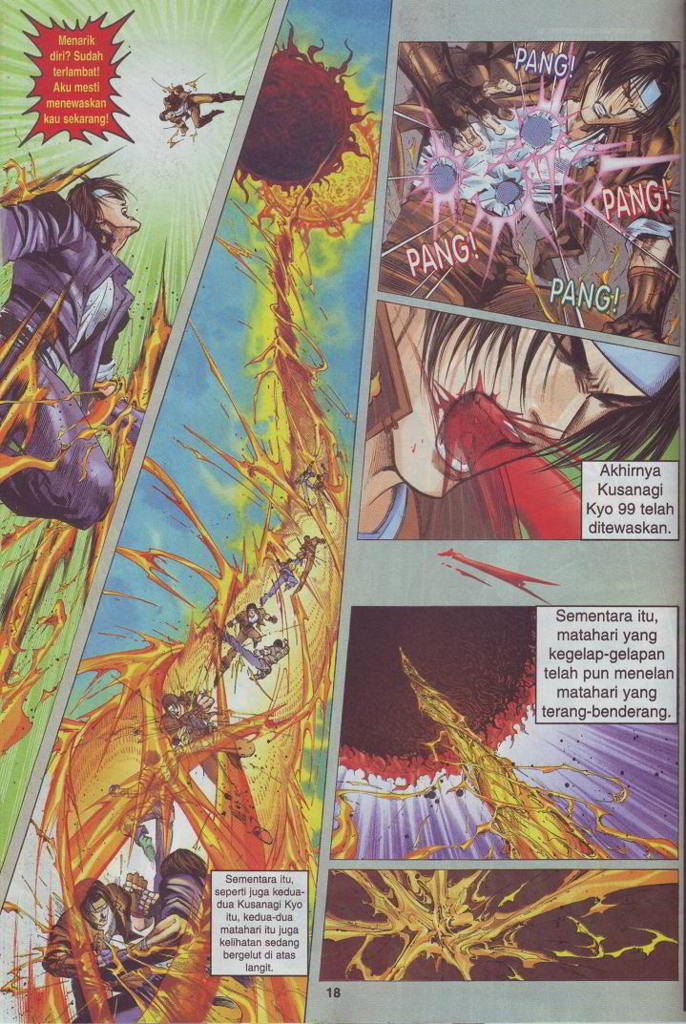 Menarik
diri? Sudah
terlambat!
Aku mesti
menewaskan
kau sekarang!
Sementara itu,
seperti juga kedua-
dua Kusanagi Kyo
itu, kedua-dua
matahari itu juga
kelihatan sedang
bergelut di atas
langit.
PANG!
PANG!
PANG!
PANG!
PANG!
Akhirnya
Kusanagi
Kyo 99 telah
ditewaskan.
Sementara itu,
matahari yang
kegelap-gelapan
telah pun menelan
matahari yang
terang-benderang.
18